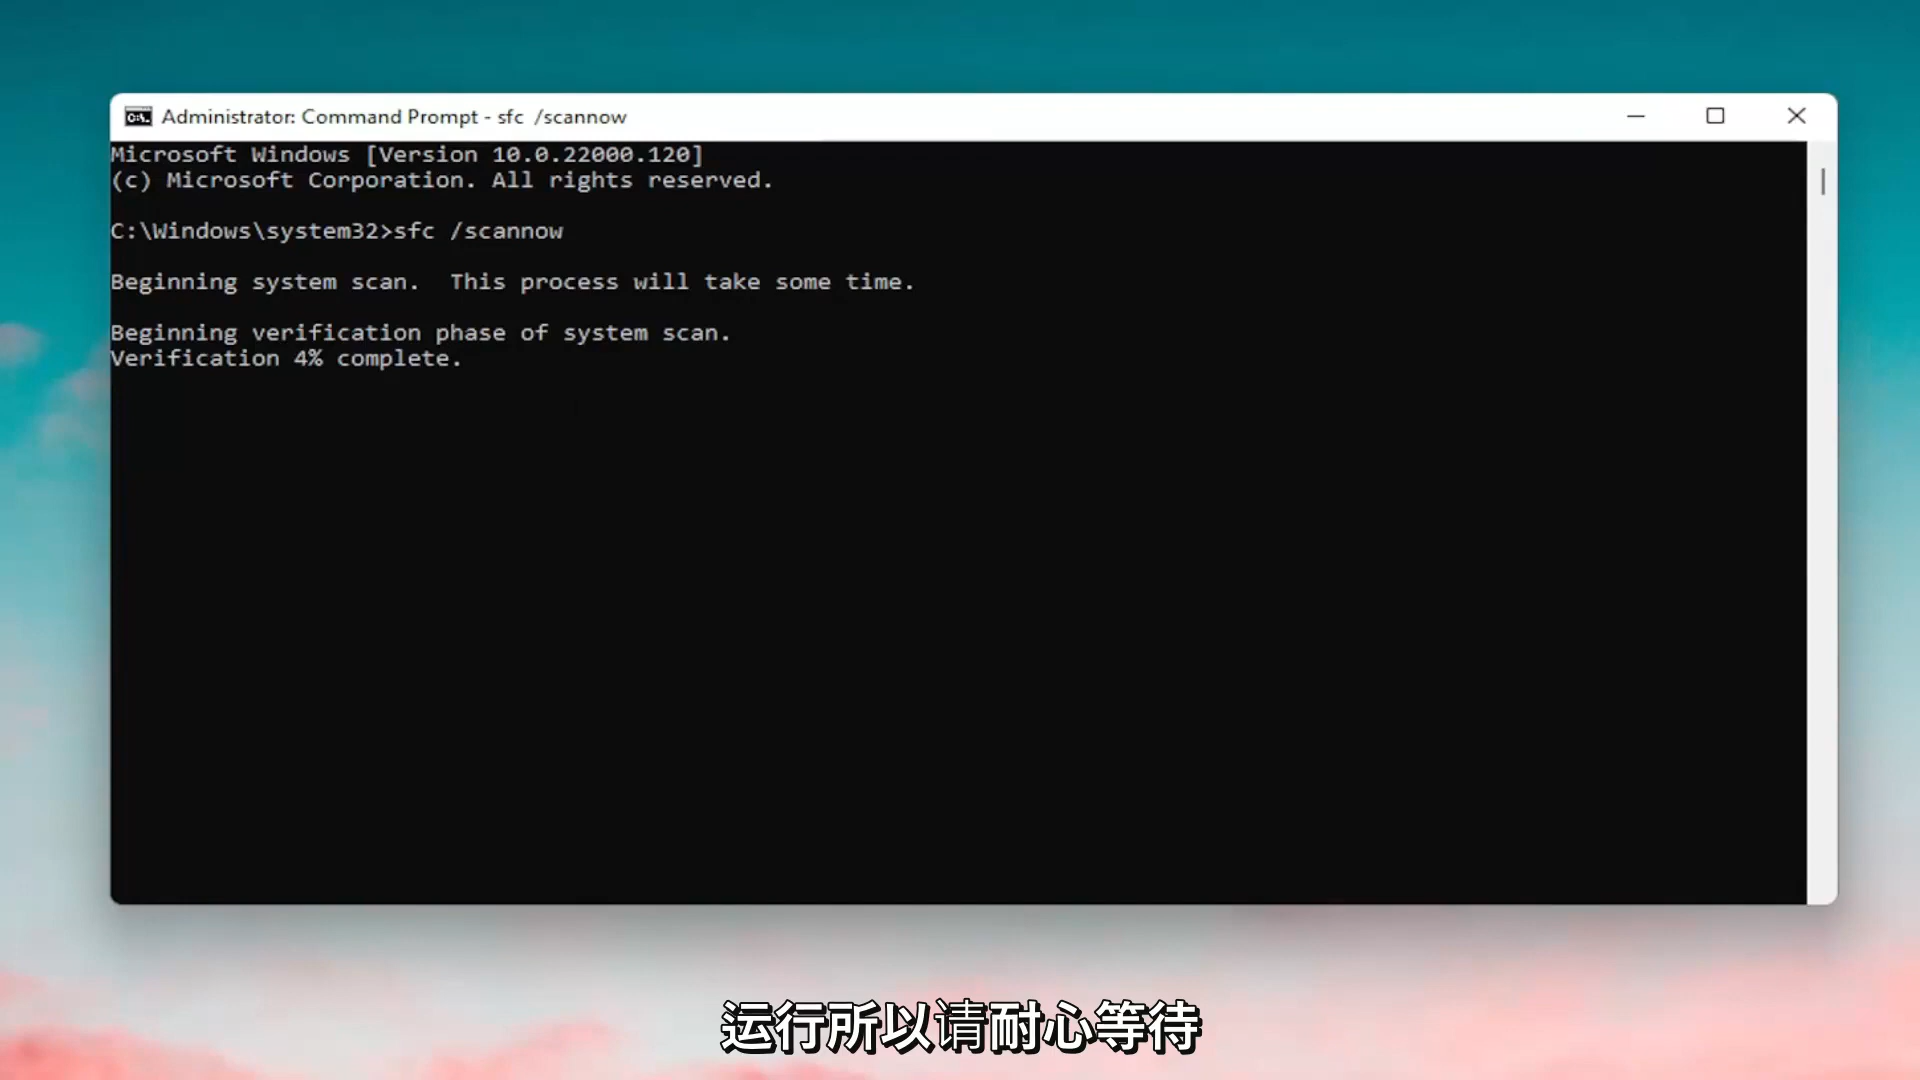 Administrator: Command Prompt - sfc  /scannow
Microsoft Windows [Version 10.0.22000.120]
(c) Microsoft Corporation. All rights reserved.
C:\Windows\system32>sfc /scannow
Beginning system scan.  This process will take some time.
Beginning verification phase of system scan.
Verification 4% complete.
运行所以请耐心等待